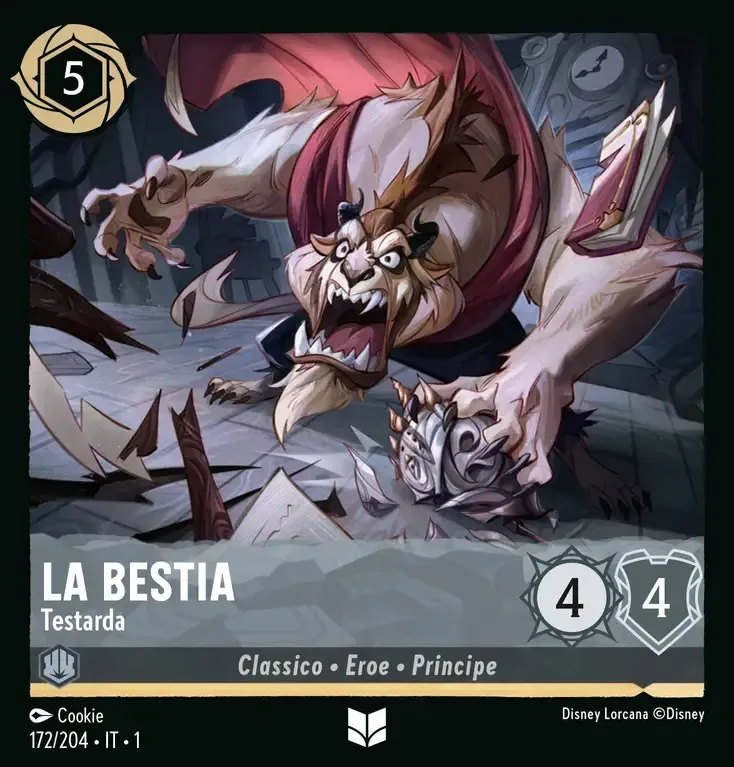 5
LA BESTIA
Testarda
4
4
Classico • Eroe • Principe
Cookie
172/204 • IT • 1
Disney Lorcana ©Disney